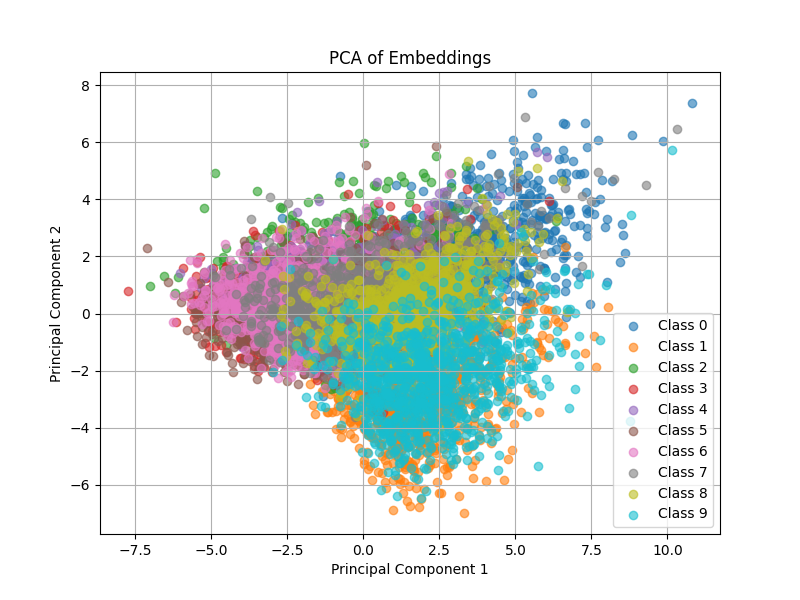 PCA of Embeddings
8
6
4
2
0
−2
−4
−6
Principal Component 2
−7.5 −5.0 −2.5 0.0 2.5 5.0 7.5 10.0
Principal Component 1
Class 0
Class 1
Class 2
Class 3
Class 4
Class 5
Class 6
Class 7
Class 8
Class 9